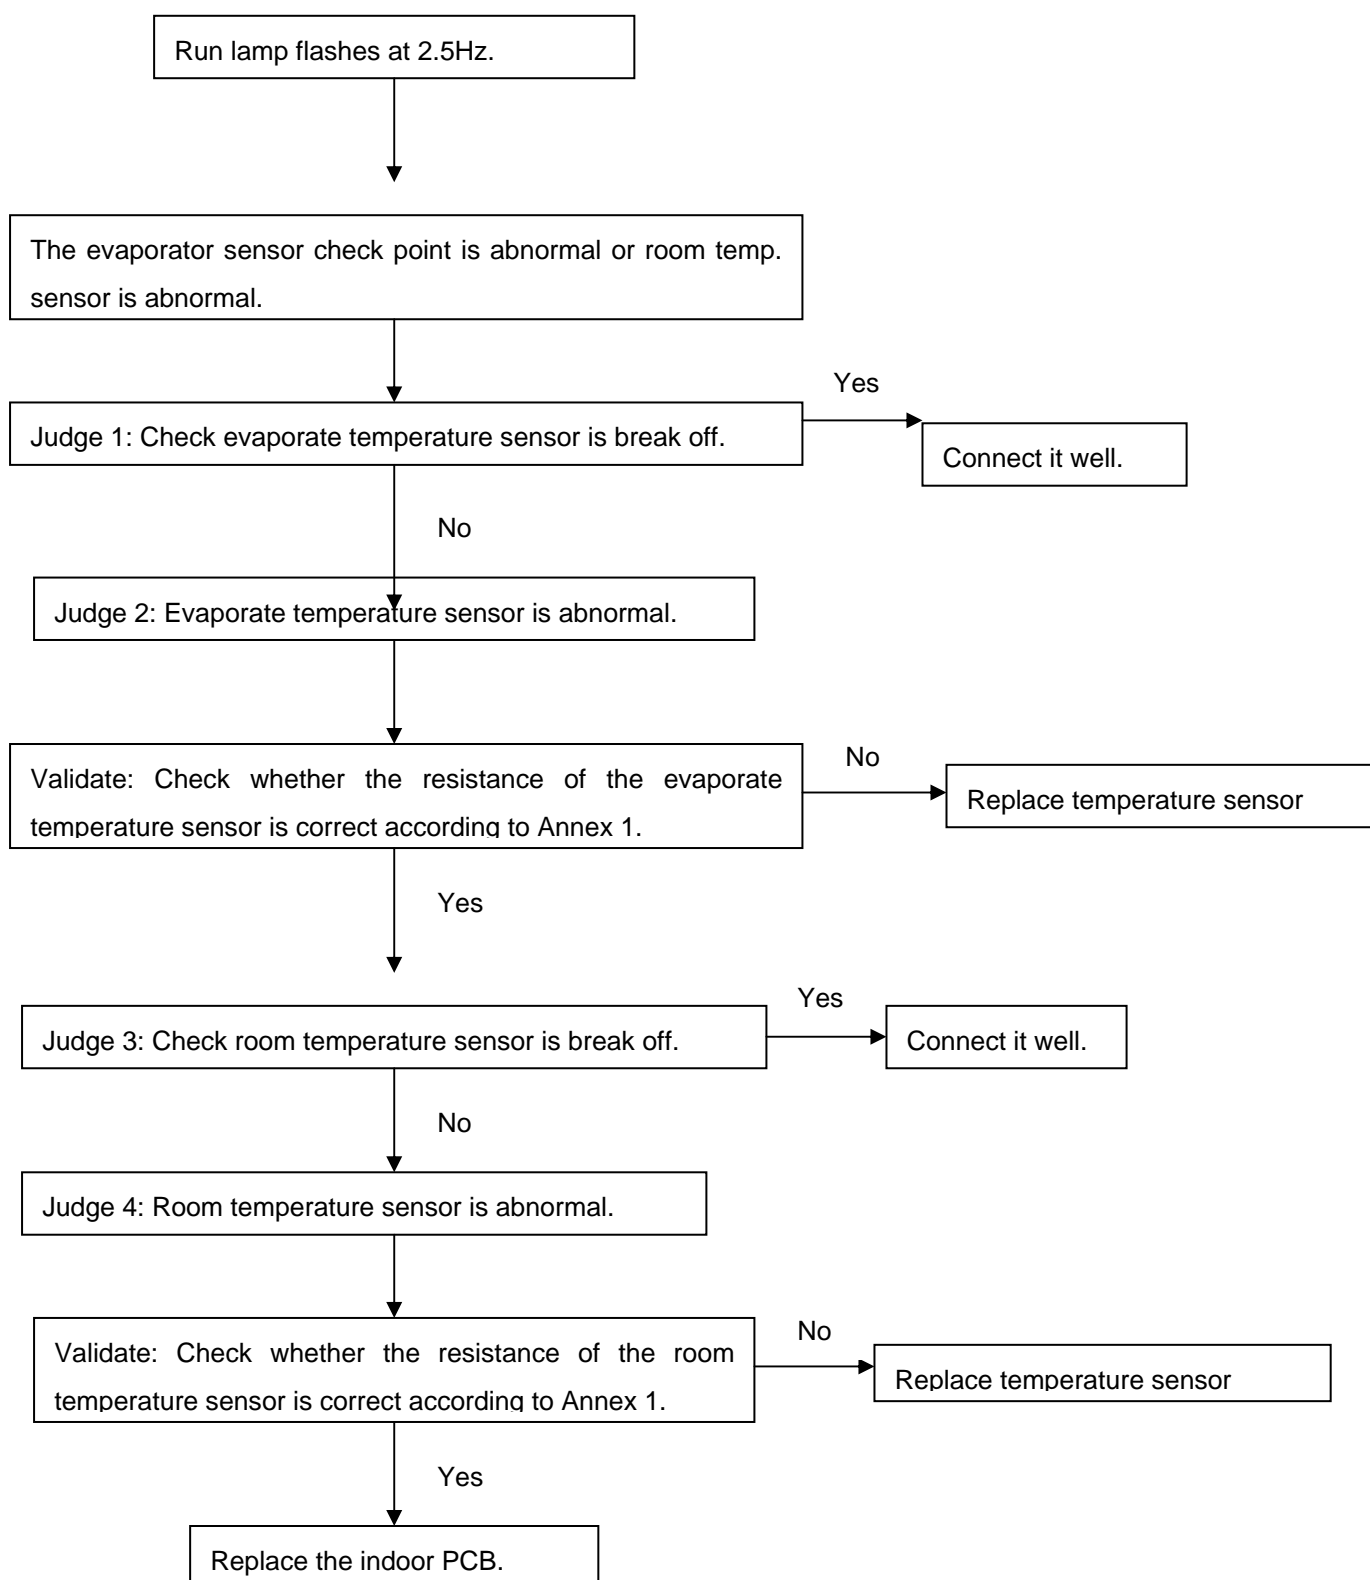 Run lamp flashes at 2.5Hz.
The evaporator sensor check point is abnormal or room temp.
sensor is abnormal.
Yes
Judge 1: Check evaporate temperature sensor is break off.
Connect it well.
No
Judge 2: Evaporate temperature sensor is abnormal.
No
Validate: Check whether the resistance of the evaporate
temperature sensor is correct according to Annex 1.
Replace temperature sensor
Yes
Yes
Judge 3: Check room temperature sensor is break off.
Connect it well.
No
Judge 4: Room temperature sensor is abnormal.
No
Validate: Check whether the resistance of the room
temperature sensor is correct according to Annex 1.
Replace temperature sensor
Yes
Replace the indoor PCB.